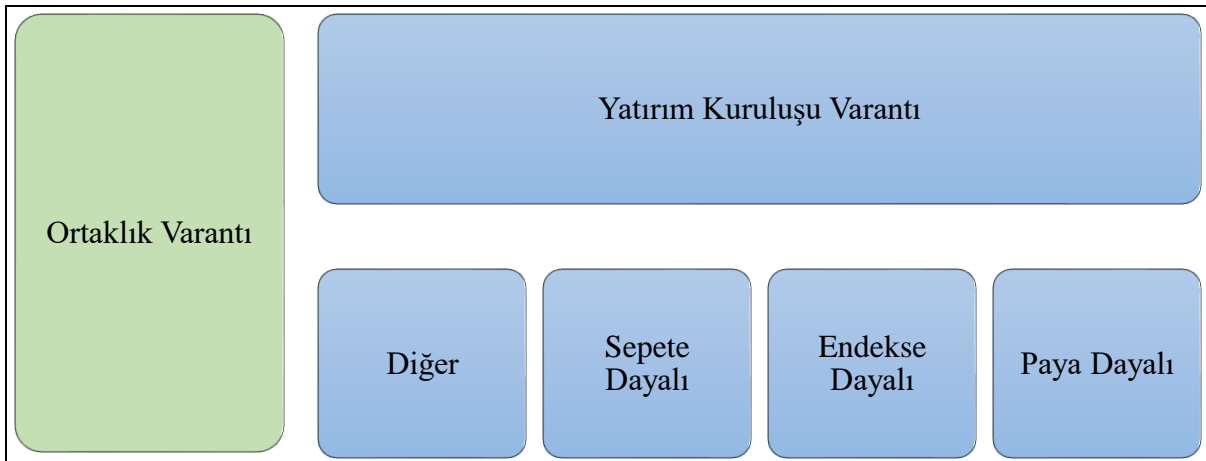 Ortaklık Varantı
Yatırım Kuruluşu Varantı
Diğer
Sepete
Dayalı
Endekse
Dayalı
Paya Dayalı